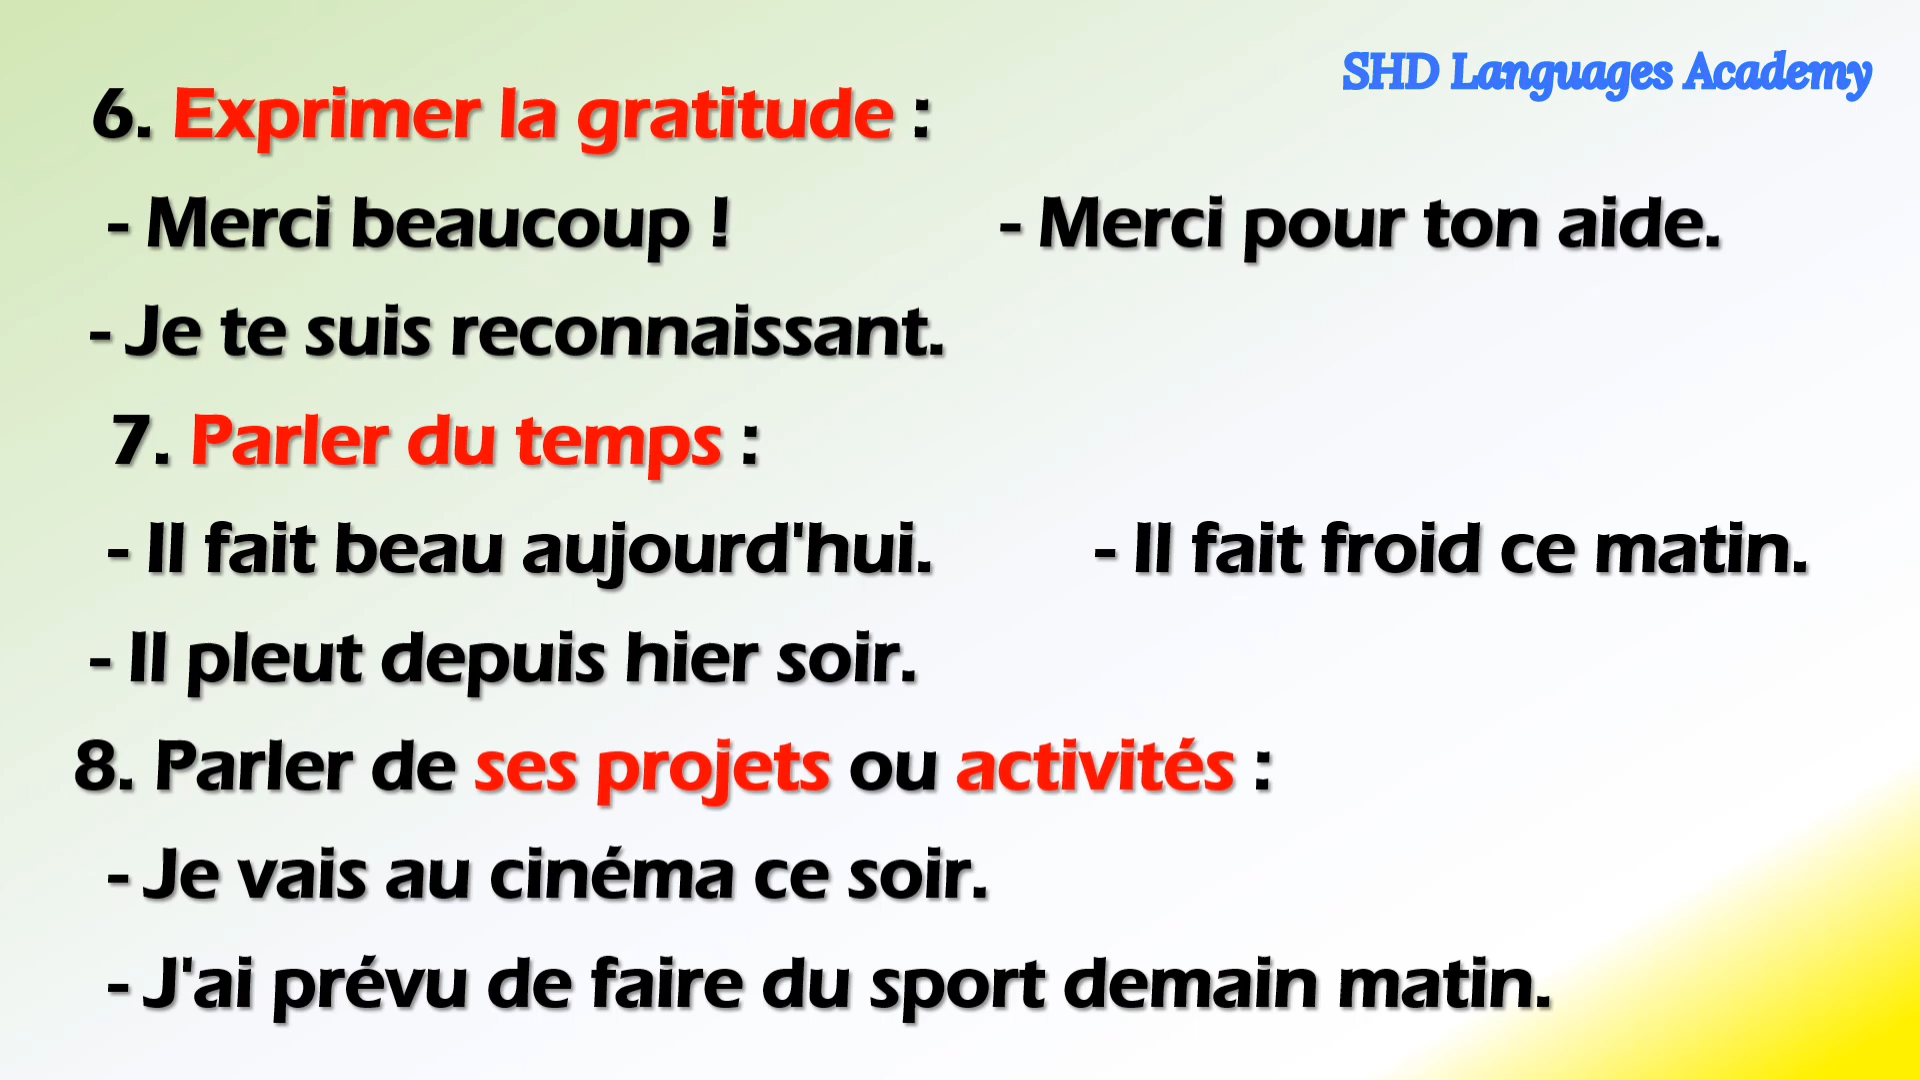 SHD Languages Academy
6. Exprimer la gratitude :
- Merci beaucoup ! - Merci pour ton aide.
- Je te suis reconnaissant.
7. Parler du temps :
- Il fait beau aujourd'hui. - Il fait froid ce matin.
- Il pleut depuis hier soir.
8. Parler de ses projets ou activités :
- Je vais au cinéma ce soir.
- J'ai prévu de faire du sport demain matin.